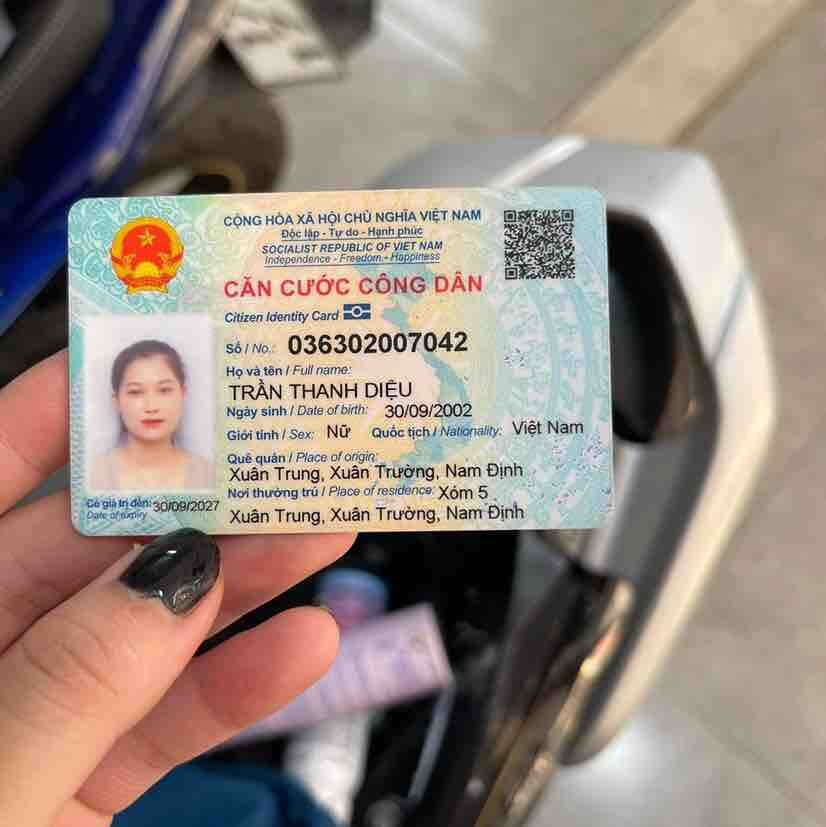 CỘNG HÒA XÃ HỘI CHỦ NGHĨA VIỆT NAM
Độc lập - Tự do - Hạnh phúc
SOCIALIST REPUBLIC OF VIET NAM
Independence - Freedom - Happiness
CĂN CƯỚC CÔNG DÂN
Citizen Identity Card
Số / No.: 036302007042
Họ và tên / Full name:
TRẦN THANH DIỆU
Ngày sinh / Date of birth: 30/09/2002
Giới tính / Sex: Nữ Quốc tịch / Nationality: Việt Nam
Quê quán / Place of origin:
Xuân Trung, Xuân Trường, Nam Định
Nơi thường trú / Place of residence: Xóm 5
Xuân Trung, Xuân Trường, Nam Định
Có giá trị đến: 30/09/2027
Date of expiry